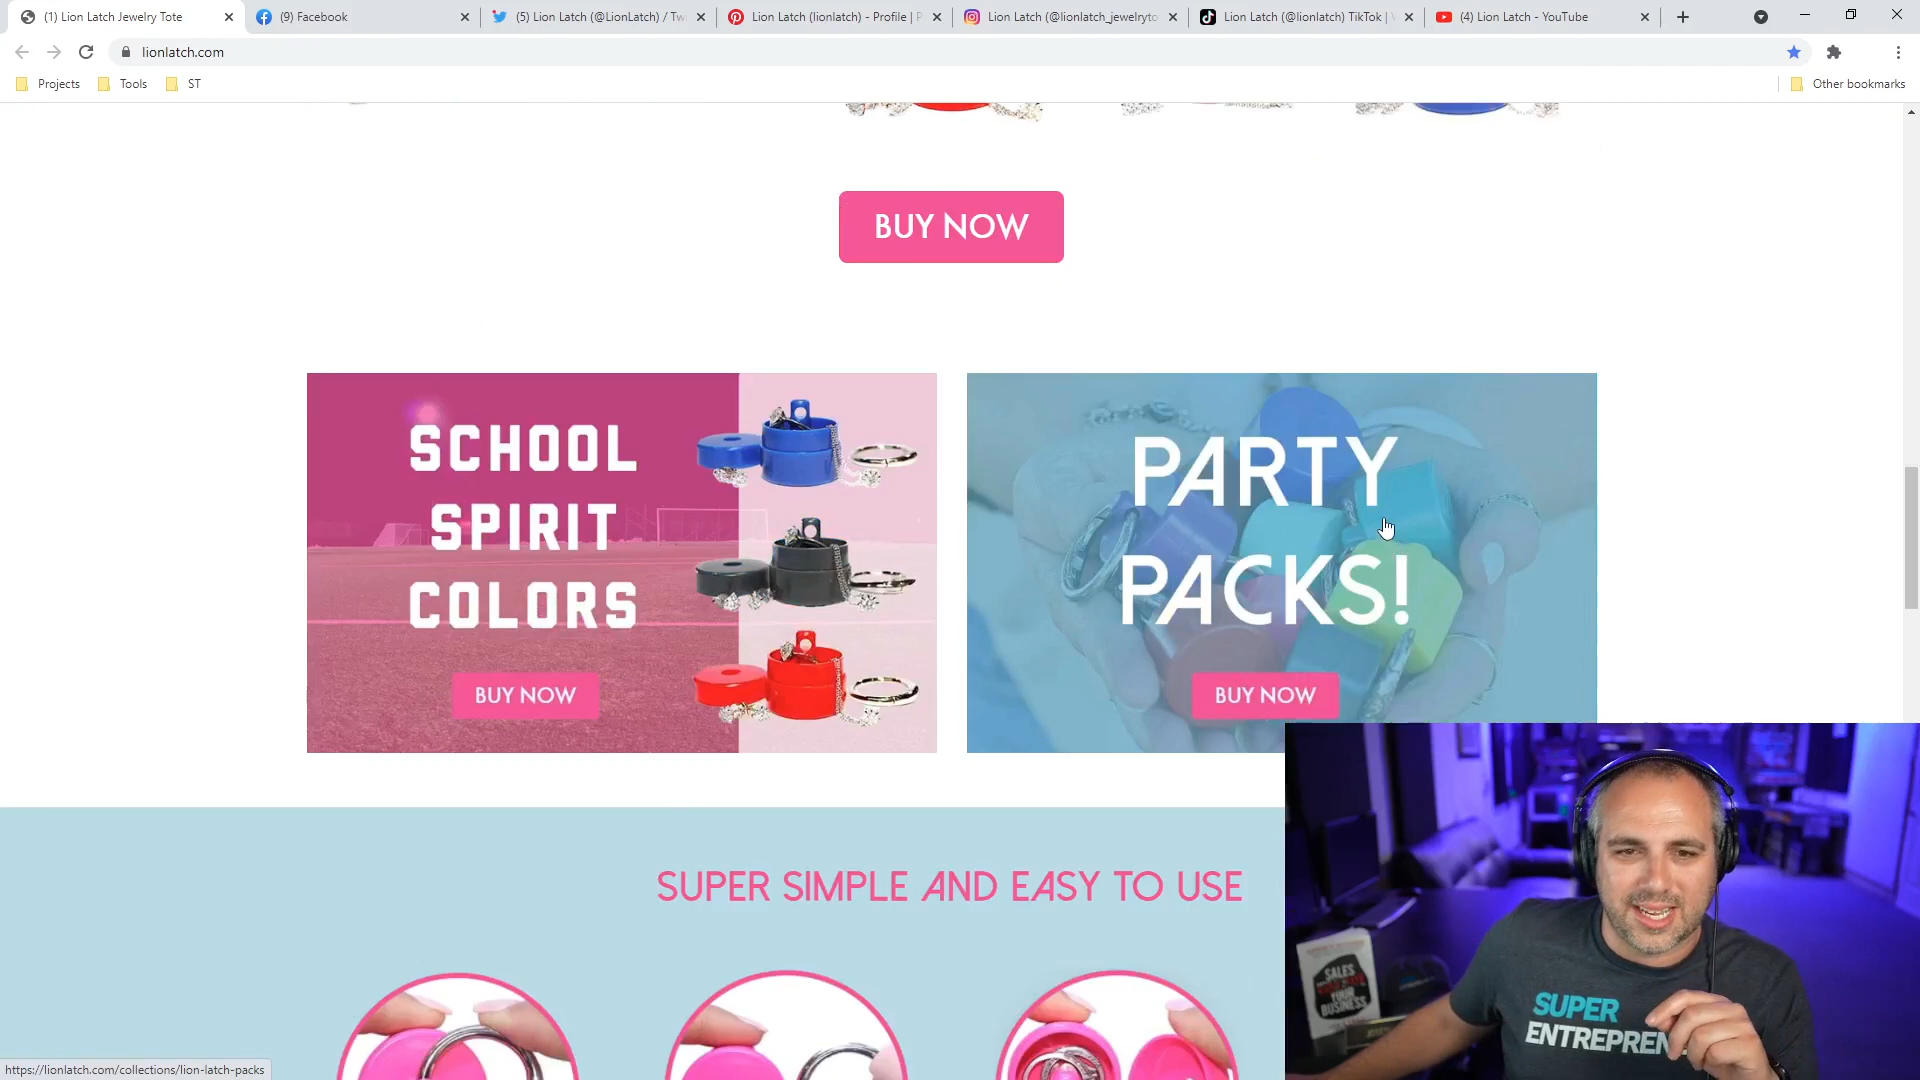 (1) Lion Latch Jewelry Tote
(9) Facebook
(5) Lion Latch (@LionLatch) / Tw
Lion Latch (lionlatch) - Profile | P
Lion Latch (@lionlatch_jewelryto
Lion Latch (@lionlatch) TikTok |
(4) Lion Latch - YouTube
lionlatch.com
Projects
Tools
ST
Other bookmarks
BUY NOW
SCHOOL
SPIRIT
COLORS
BUY NOW
PARTY
PACKS!
BUY NOW
SUPER SIMPLE AND EASY TO USE
SALES
YOUR
BUSINESS
SUPER
ENTREPREN
https://lionlatch.com/collections/lion-latch-packs